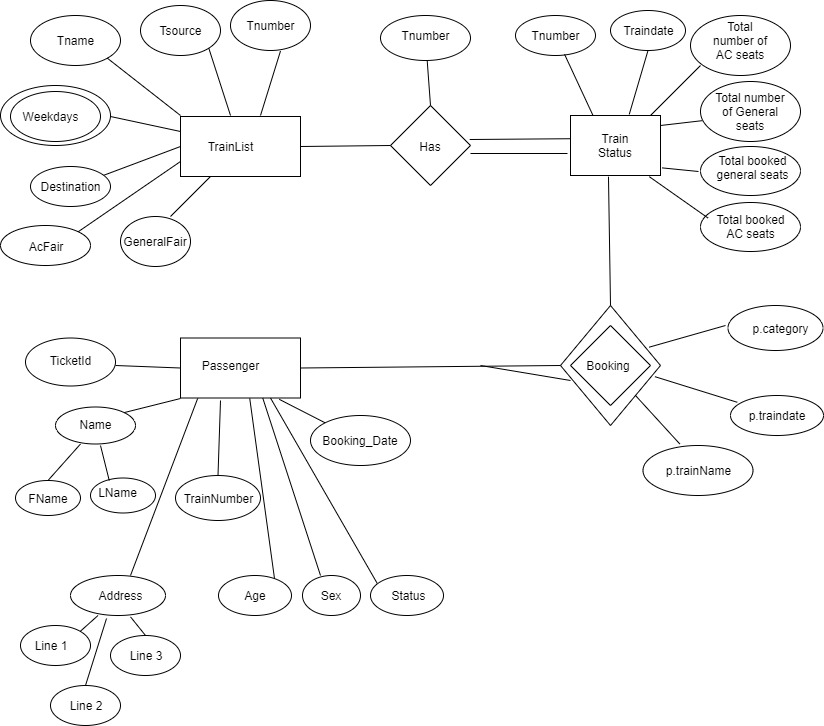 Tname
Tsource
Tnumber
Tnumber
Tnumber
Traindate
Total
number of
AC seats
Weekdays
Total number
of General
seats
TrainList
Has
Train
Status
Total booked
general seats
Destination
Total booked
AC seats
AcFair
GeneralFair
p.category
TicketId
Passenger
Booking
Name
Booking_Date
p.traindate
p.trainName
FName
LName
TrainNumber
Address
Age
Sex
Status
Line 1
Line 3
Line 2